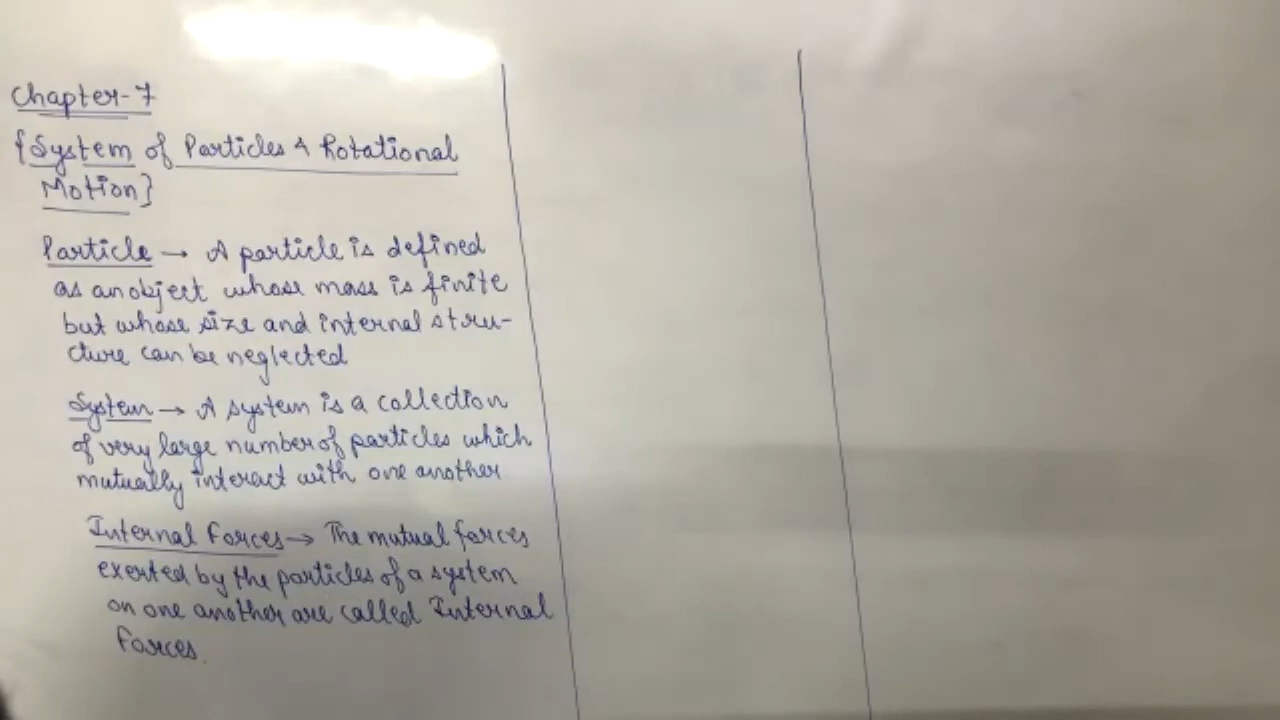 Chapter-7
{System of Particles & Rotational
Motion}
Particle → A particle is defined
as an object whose mass is finite
but whose size and internal stru-
cture can be neglected
System → A system is a collection
of very large number of particles which
mutually interact with one another
Internal Forces → The mutual forces
exerted by the particles of a system
on one another are called Internal
Forces.